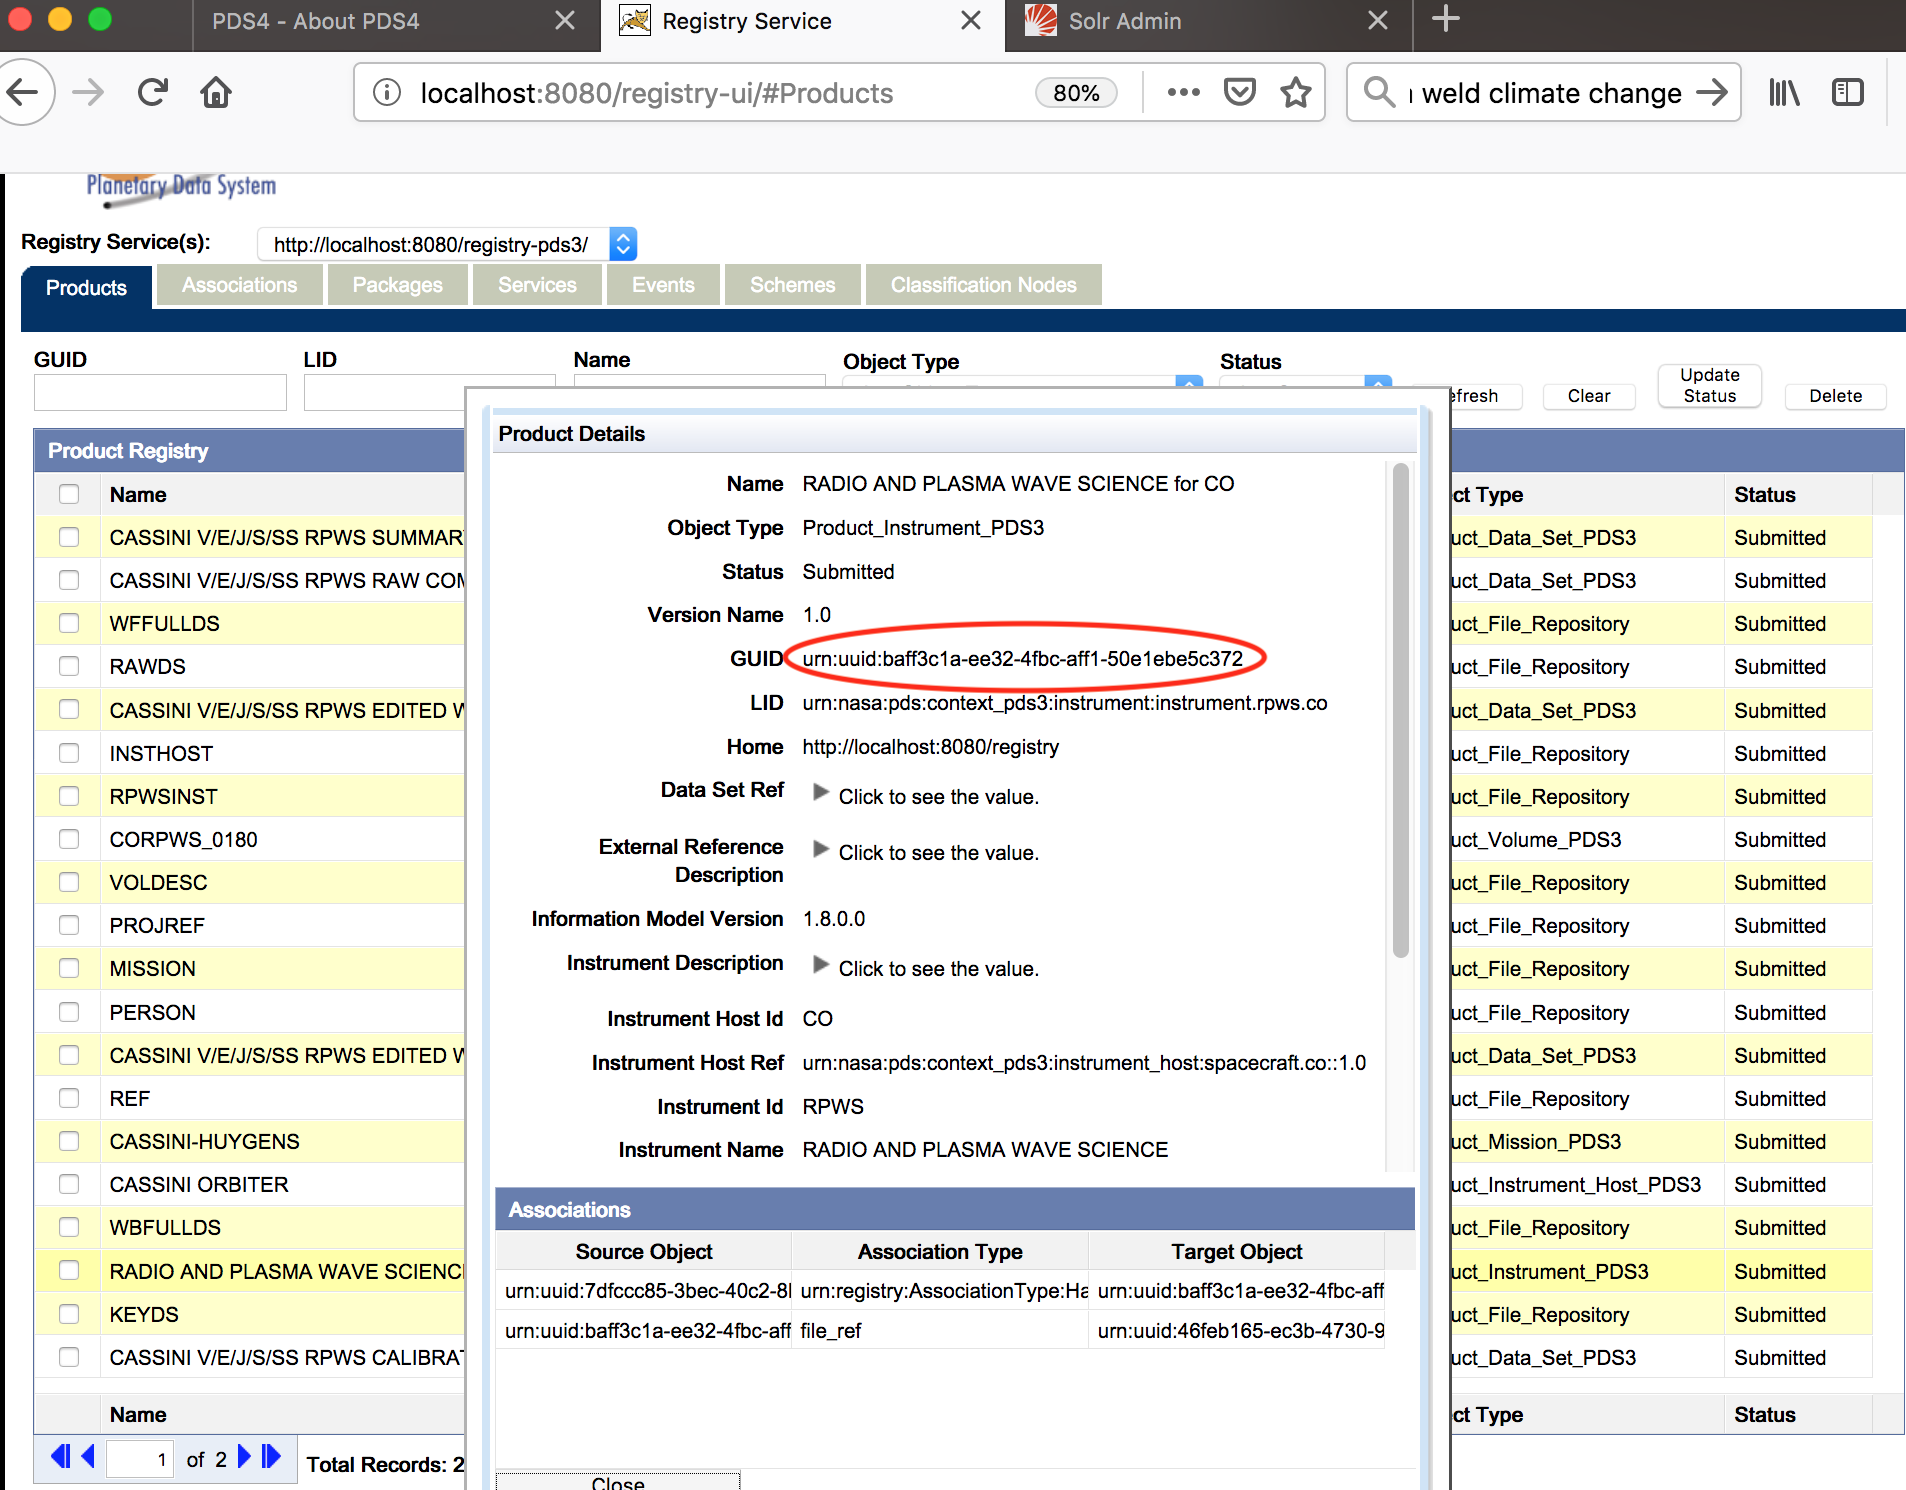 PDS4 - About PDS4
Registry Service
Solr Admin
localhost:8080/registry-ui/#Products
80%
weld climate change
Planetary Data System
Registry Service(s):
http://localhost:8080/registry-pds3/
Products
Associations
Packages
Services
Events
Schemes
Classification Nodes
GUID
LID
Name
Object Type
Status
efresh
Clear
Update
Status
Delete
Product Registry
Name
CASSINI V/E/J/S/SS RPWS SUMMAR
CASSINI V/E/J/S/SS RPWS RAW COM
WFFULLDS
RAWDS
CASSINI V/E/J/S/SS RPWS EDITED W
INSTHOST
RPWSINST
CORPWS_0180
VOLDESC
PROJREF
MISSION
PERSON
CASSINI V/E/J/S/SS RPWS EDITED W
REF
CASSINI-HUYGENS
CASSINI ORBITER
WBFULLDS
RADIO AND PLASMA WAVE SCIENC
KEYDS
CASSINI V/E/J/S/SS RPWS CALIBRAT
Name
1 of 2
Total Records: 2
Product Details
Name RADIO AND PLASMA WAVE SCIENCE for CO
Object Type Product_Instrument_PDS3
Status Submitted
Version Name 1.0
GUID urn:uuid:baff3c1a-ee32-4fbc-aff1-50e1ebe5c372
LID urn:nasa:pds:context_pds3:instrument:instrument.rpws.co
Home http://localhost:8080/registry
Data Set Ref Click to see the value.
External Reference
Description Click to see the value.
Information Model Version 1.8.0.0
Instrument Description Click to see the value.
Instrument Host Id CO
Instrument Host Ref urn:nasa:pds:context_pds3:instrument_host:spacecraft.co::1.0
Instrument Id RPWS
Instrument Name RADIO AND PLASMA WAVE SCIENCE
Associations
Source Object Association Type Target Object
urn:uuid:7dfccc85-3bec-40c2-8 urn:registry:AssociationType:Ha urn:uuid:baff3c1a-ee32-4fbc-aff
urn:uuid:baff3c1a-ee32-4fbc-aff file_ref urn:uuid:46feb165-ec3b-4730-9
Close
ct Type Status
uct_Data_Set_PDS3 Submitted
uct_Data_Set_PDS3 Submitted
uct_File_Repository Submitted
uct_File_Repository Submitted
uct_Data_Set_PDS3 Submitted
uct_File_Repository Submitted
uct_File_Repository Submitted
uct_Volume_PDS3 Submitted
uct_File_Repository Submitted
uct_File_Repository Submitted
uct_File_Repository Submitted
uct_File_Repository Submitted
uct_Data_Set_PDS3 Submitted
uct_File_Repository Submitted
uct_Mission_PDS3 Submitted
uct_Instrument_Host_PDS3 Submitted
uct_File_Repository Submitted
uct_Instrument_PDS3 Submitted
uct_File_Repository Submitted
uct_Data_Set_PDS3 Submitted
ct Type Status